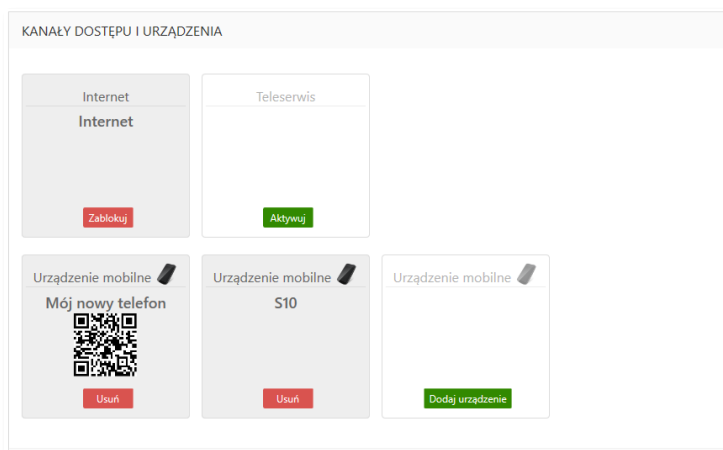 KANAŁY DOSTĘPU I URZĄDZENIA
Internet
Internet
Zablokuj
Teleserwis
Aktywuj
Urządzenie mobilne
Mój nowy telefon
Usuń
Urządzenie mobilne
S10
Usuń
Urządzenie mobilne
Dodaj urządzenie